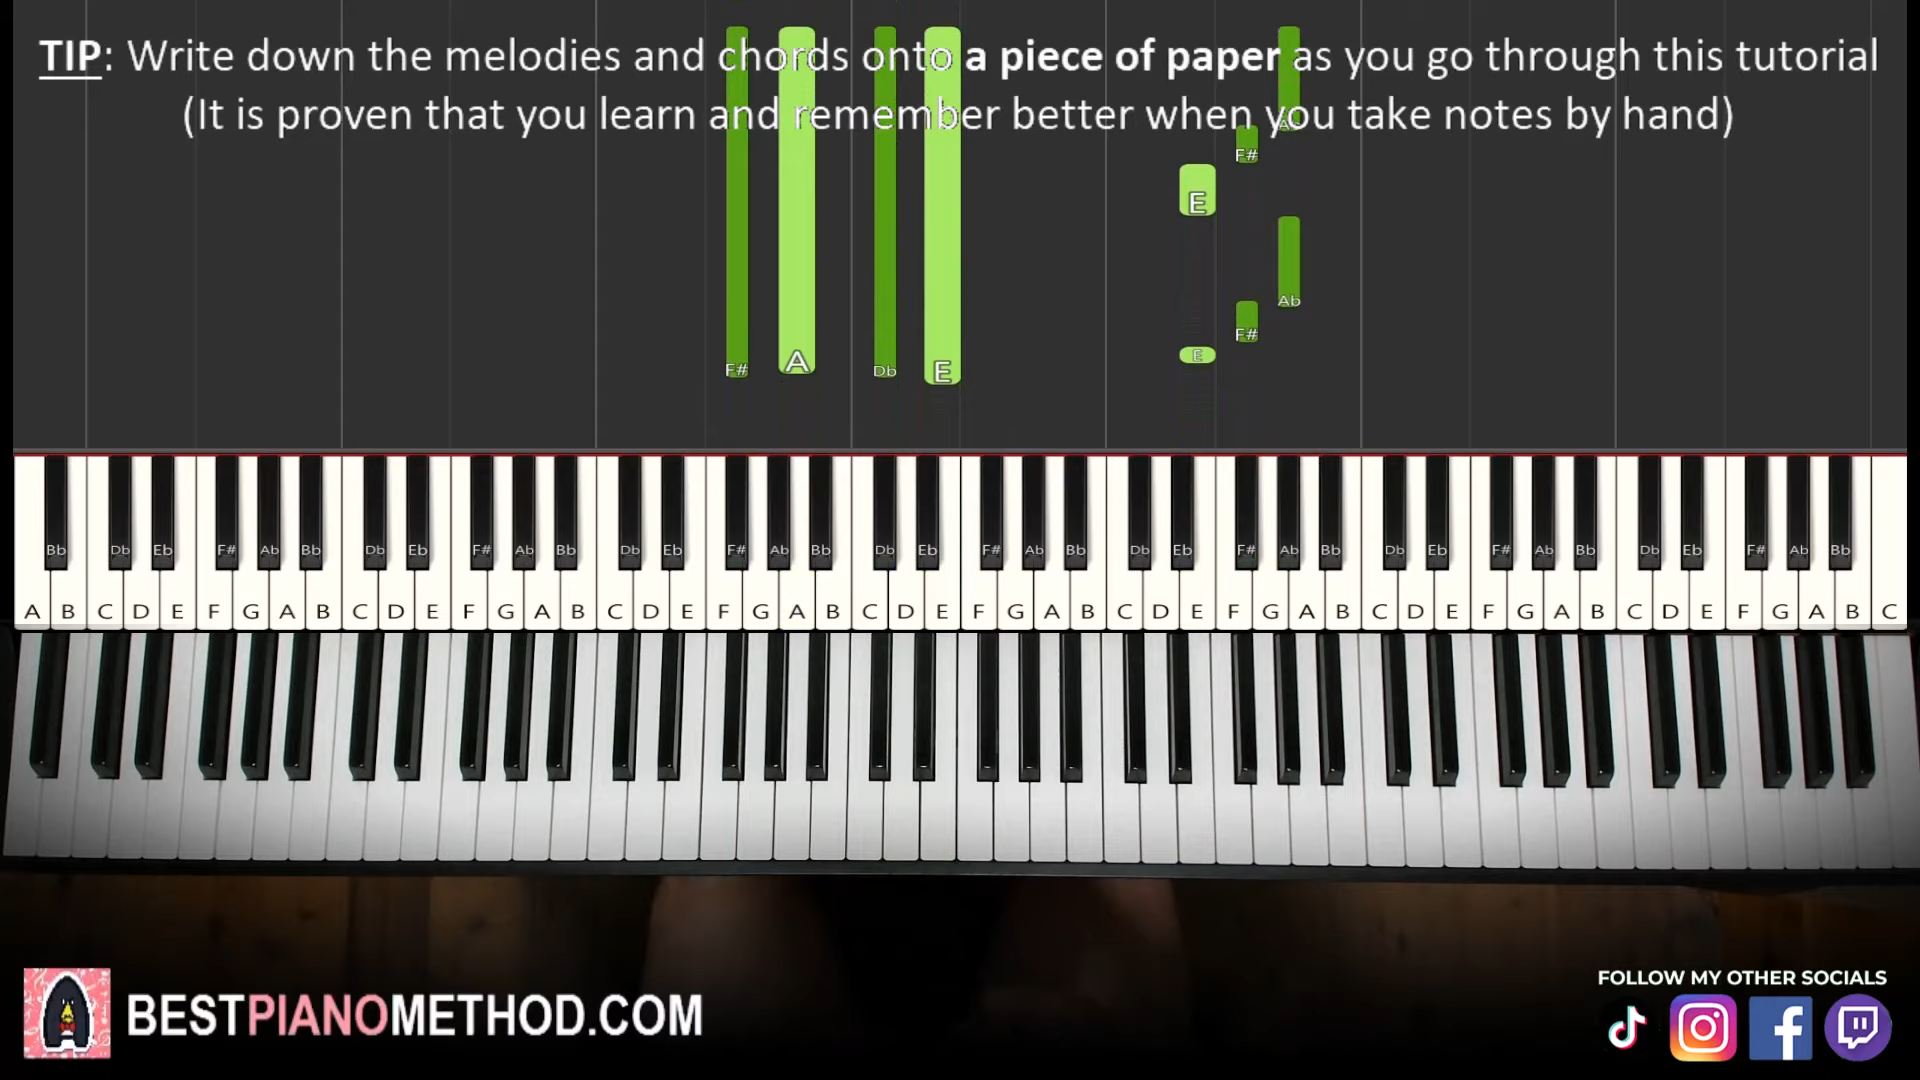 TIP: Write down the melodies and chords onto a piece of paper as you go through this tutorial
(It is proven that you learn and remember better when you take notes by hand)
Ab
F#
E
Ab
F#
E
F# A Db E
Bb Db Eb F# Ab Bb Db Eb F# Ab Bb Db Eb F# Ab Bb Db Eb F# Ab Bb Db Eb F# Ab Bb Db Eb F# Ab Bb Db Eb F# Ab Bb
A B C D E F G A B C D E F G A B C D E F G A B C D E F G A B C D E F G A B C D E F G A B C D E F G A B C
FOLLOW MY OTHER SOCIALS
BESTPIANOMETHOD.COM